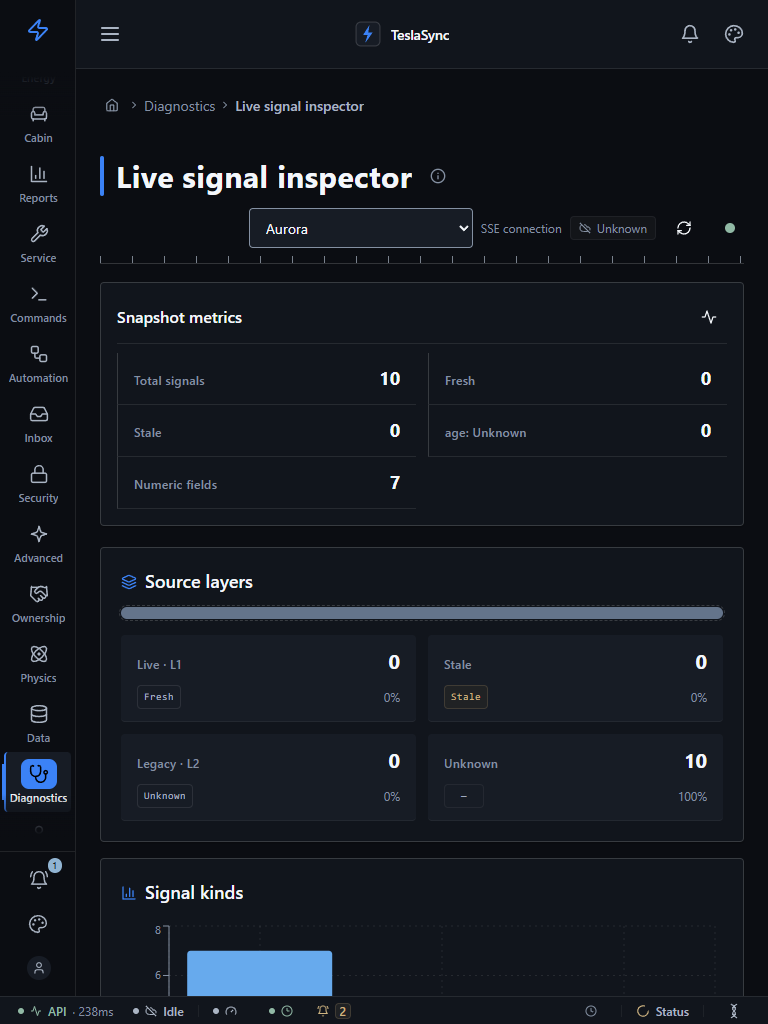 TeslaSync
Diagnostics
Live signal inspector
Live signal inspector
Aurora
SSE connection
Unknown
Cabin
Reports
Service
Commands
Automation
Inbox
Security
Advanced
Ownership
Physics
Data
Diagnostics
1
Snapshot metrics
Total signals 10
Fresh 0
Stale 0
age: Unknown 0
Numeric fields 7
Source layers
Live · L1 0
Fresh 0%
Stale 0
Stale 0%
Legacy · L2 0
Unknown 0%
Unknown 10
– 100%
Signal kinds
8
6
API · 238ms
Idle
2
Status